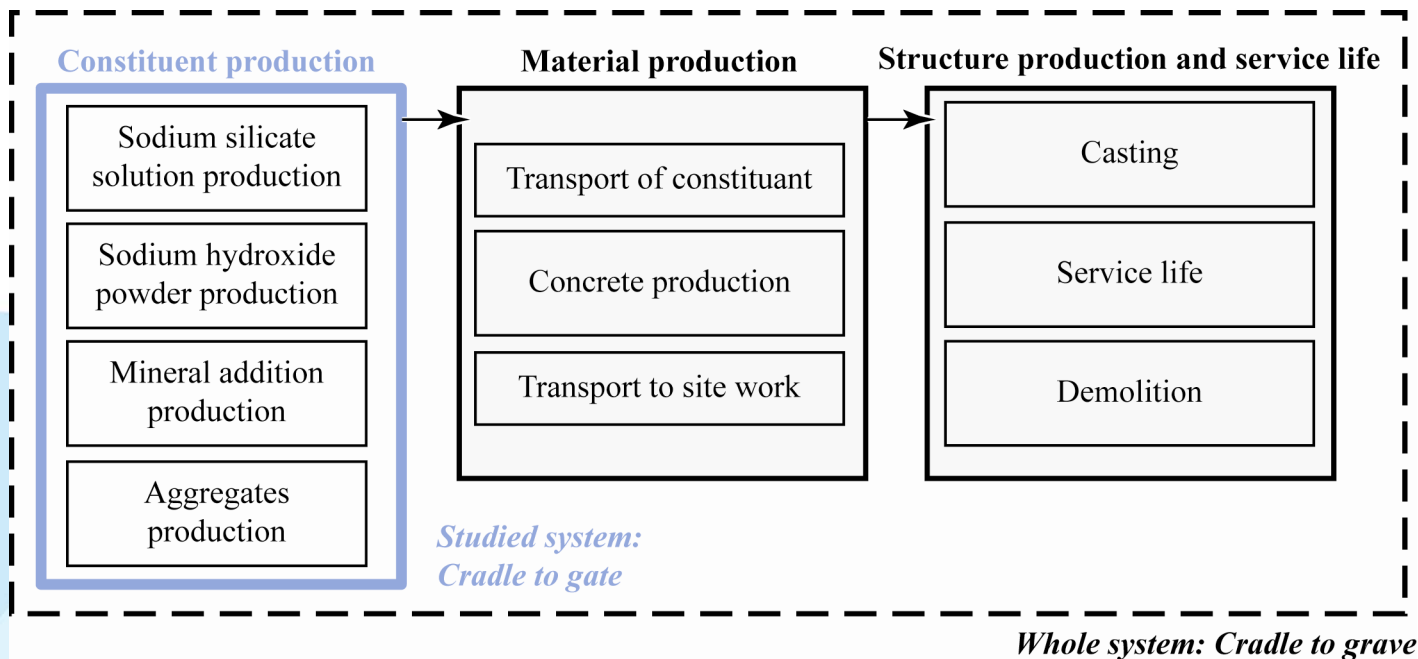 Constituent production
Sodium silicate
solution production
Sodium hydroxide
powder production
Mineral addition
production
Aggregates
production
Material production
Transport of constituant
Concrete production
Transport to site work
Structure production and service life
Casting
Service life
Demolition
Studied system:
Cradle to gate
Whole system: Cradle to grave